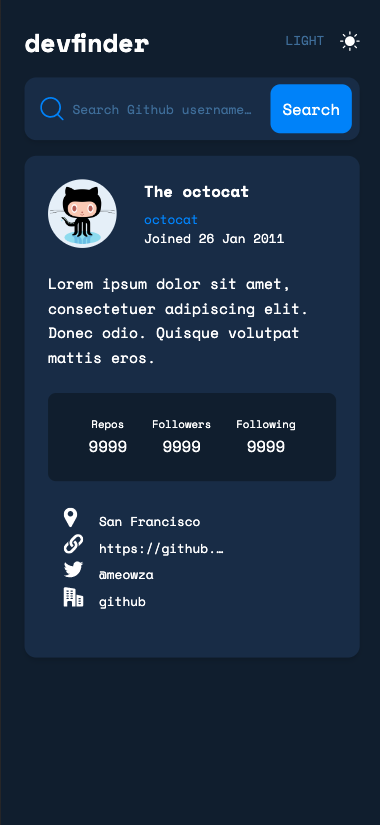 devfinder
LIGHT
Search Github username…
Search
The octocat
octocat
Joined 26 Jan 2011
Lorem ipsum dolor sit amet,
consectetuer adipiscing elit.
Donec odio. Quisque volutpat
mattis eros.
Repos Followers Following
9999 9999 9999
San Francisco
https://github.…
@meowza
github